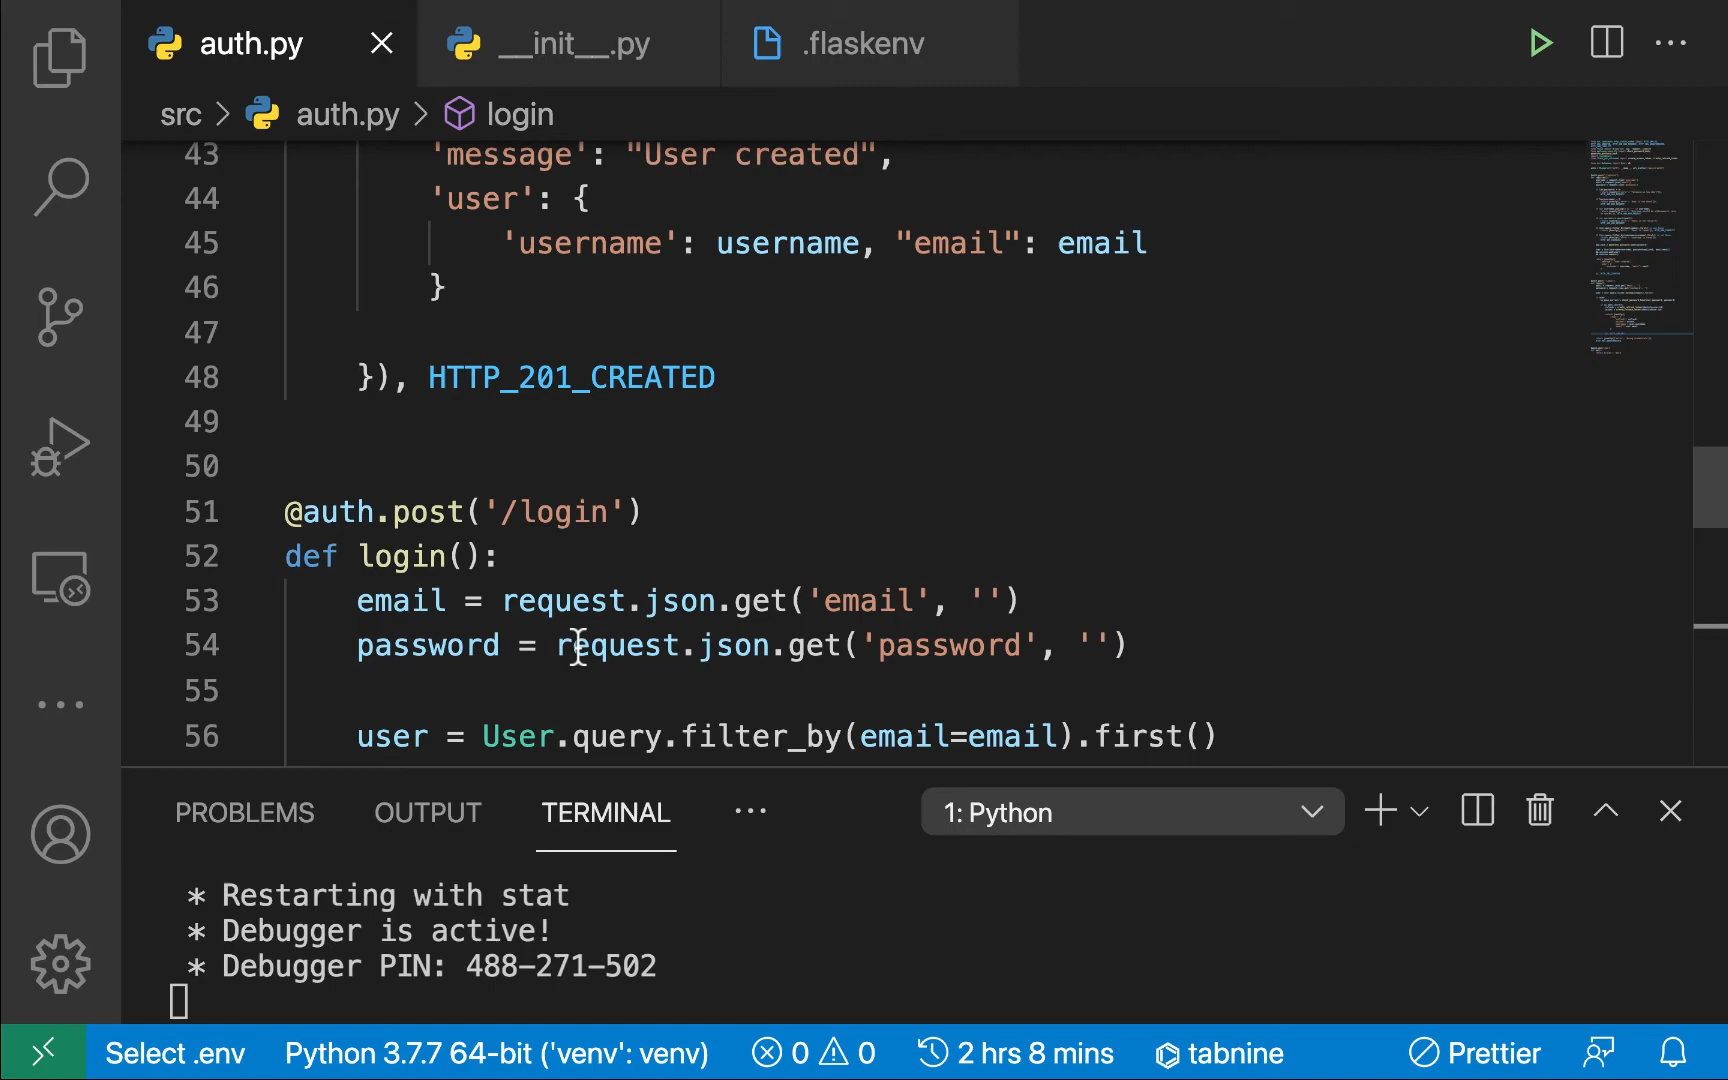 auth.py
__init__.py
.flaskenv
src > auth.py > login
43 'message': "User created",
44 'user': {
45 'username': username, "email": email
46 }
47
48 }), HTTP_201_CREATED
49
50
51 @auth.post('/login')
52 def login():
53 email = request.json.get('email', '')
54 password = request.json.get('password', '')
55
56 user = User.query.filter_by(email=email).first()
PROBLEMS OUTPUT TERMINAL ··· 1: Python
* Restarting with stat
* Debugger is active!
* Debugger PIN: 488-271-502
Select .env Python 3.7.7 64-bit ('venv': venv) 0 0 2 hrs 8 mins tabnine Prettier